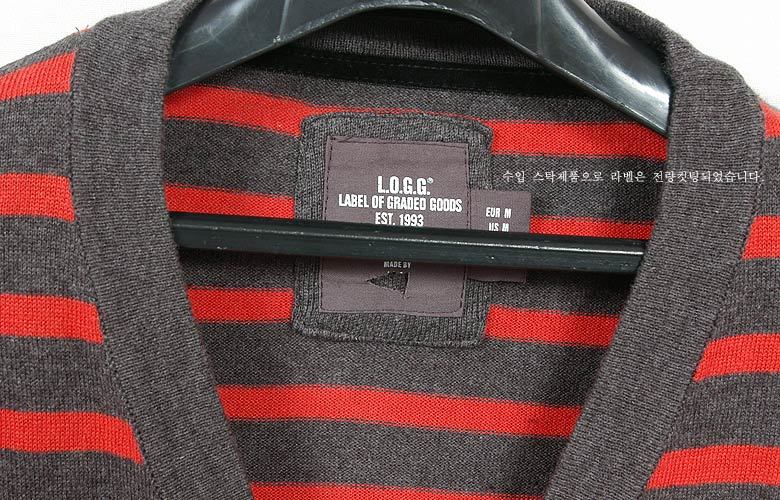 수입 스탁제품으로 라벨은 전량컷팅되었습니다.
L.O.G.G.®
LABEL OF GRADED GOODS
EST. 1993
EUR M
US M
MADE BY